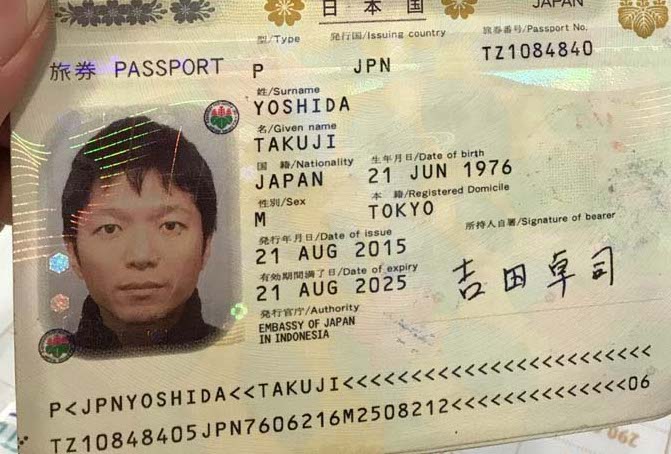 日本国
JAPAN
型/Type
発行国/Issuing country
旅券番号/Passport No.
旅券 PASSPORT
P
JPN
TZ1084840
姓/Surname
YOSHIDA
名/Given name
TAKUJI
国 籍/Nationality
生年月日/Date of birth
JAPAN
21 JUN 1976
性別/Sex
本 籍/Registered Domicile
M
TOKYO
発行年月日/Date of issue
所持人自署/Signature of bearer
21 AUG 2015
有効期間満了日/Date of expiry
21 AUG 2025
吉田卓司
発行官庁/Authority
EMBASSY OF JAPAN
IN INDONESIA
P<JPNYOSHIDA<<TAKUJI<<<<<<<<<<<<<<<<<<<<<<<<
TZ10848405JPN7606216M2508212<<<<<<<<<<<<<<06